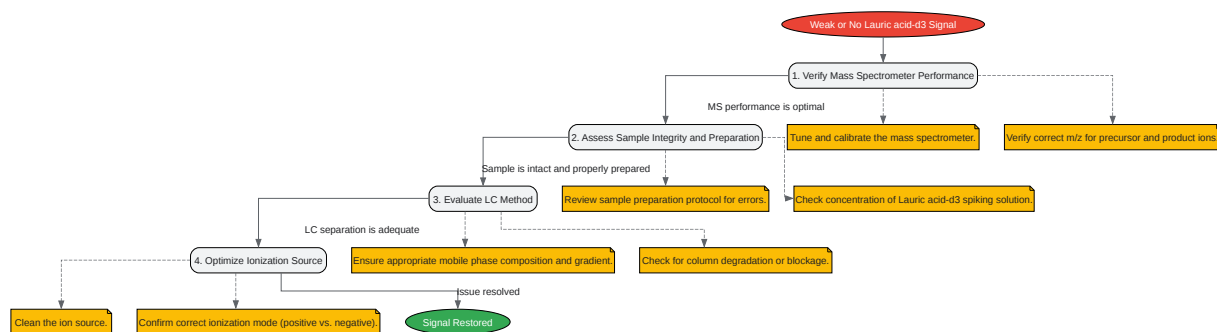 Weak or No Lauric acid-d3 Signal
1. Verify Mass Spectrometer Performance
MS performance is optimal
2. Assess Sample Integrity and Preparation
Tune and calibrate the mass spectrometer.
Verify correct m/z for precursor and product ions.
Sample is intact and properly prepared
3. Evaluate LC Method
Review sample preparation protocol for errors.
Check concentration of Lauric acid-d3 spiking solution.
LC separation is adequate
4. Optimize Ionization Source
Ensure appropriate mobile phase composition and gradient.
Check for column degradation or blockage.
Issue resolved
Clean the ion source.
Confirm correct ionization mode (positive vs. negative).
Signal Restored